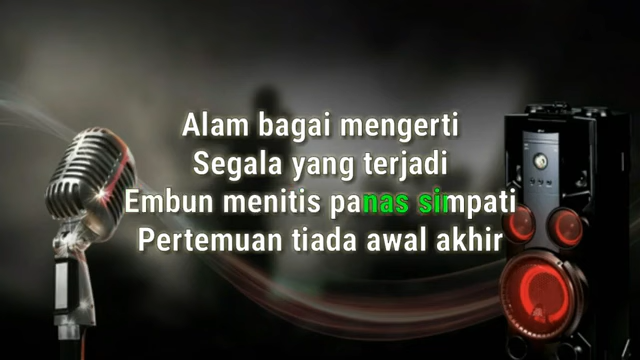 Alam bagai mengerti
Segala yang terjadi
Embun menitis panas simpati
Pertemuan tiada awal akhir